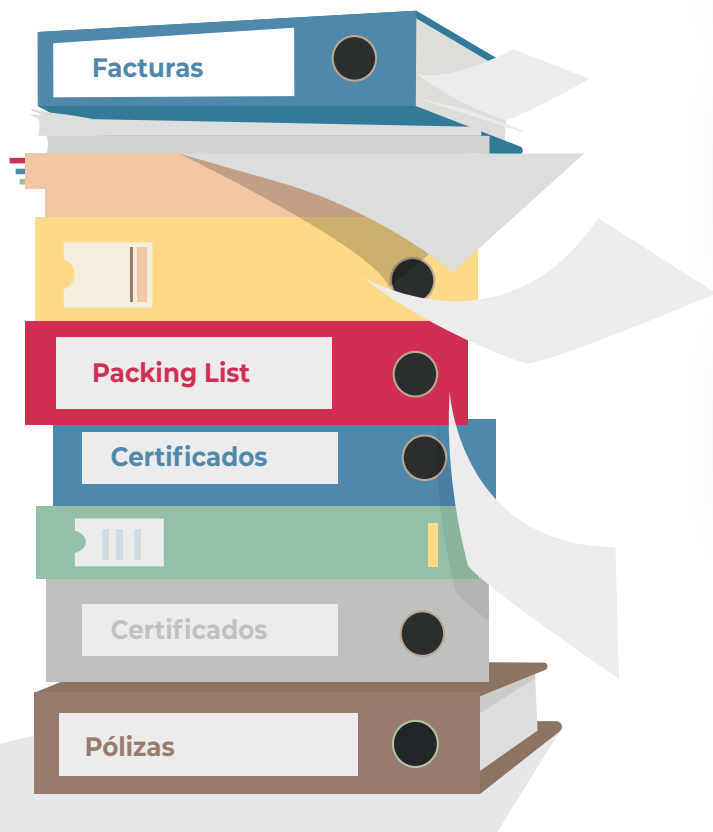 Facturas
Packing List
Certificados
Certificados
Pólizas